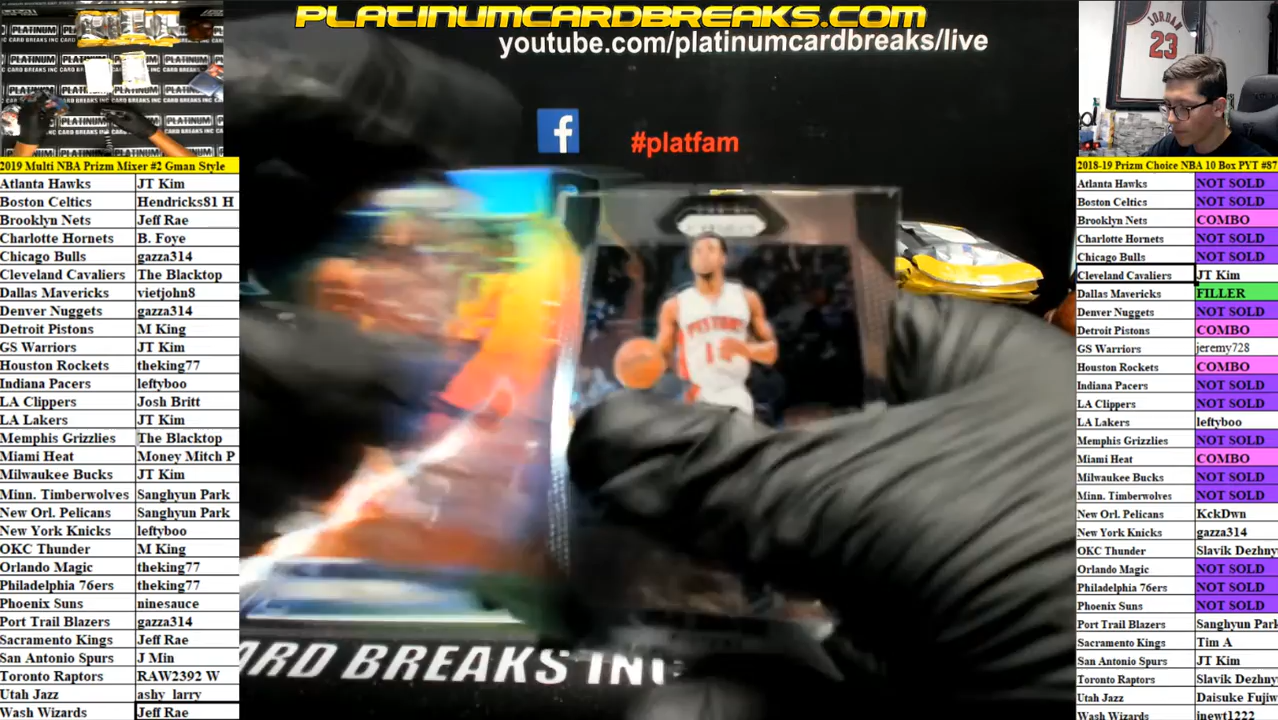 PLATINUMCARDBREAKS.COM
youtube.com/platinumcardbreaks/live
#platfam
2019 Multi NBA Prizm Mixer #2 Gman Style
Atlanta Hawks JT Kim
Boston Celtics Hendricks81 H
Brooklyn Nets Jeff Rae
Charlotte Hornets B. Foye
Chicago Bulls gazza314
Cleveland Cavaliers The Blacktop
Dallas Mavericks vietjohn8
Denver Nuggets gazza314
Detroit Pistons M King
GS Warriors JT Kim
Houston Rockets theking77
Indiana Pacers leftyboo
LA Clippers Josh Britt
LA Lakers JT Kim
Memphis Grizzlies The Blacktop
Miami Heat Money Mitch P
Milwaukee Bucks JT Kim
Minn. Timberwolves Sanghyun Park
New Orl. Pelicans Sanghyun Park
New York Knicks leftyboo
OKC Thunder M King
Orlando Magic theking77
Philadelphia 76ers theking77
Phoenix Suns ninesauce
Port Trail Blazers gazza314
Sacramento Kings Jeff Rae
San Antonio Spurs J Min
Toronto Raptors RAW2392 W
Utah Jazz ashy_larry
Wash Wizards Jeff Rae
PISTONS
CARD BREAKS INC
JORDAN
23
2018-19 Prizm Choice NBA 10 Box PYT #87
Atlanta Hawks NOT SOLD
Boston Celtics NOT SOLD
Brooklyn Nets COMBO
Charlotte Hornets NOT SOLD
Chicago Bulls NOT SOLD
Cleveland Cavaliers JT Kim
Dallas Mavericks FILLER
Denver Nuggets NOT SOLD
Detroit Pistons COMBO
GS Warriors jeremy728
Houston Rockets COMBO
Indiana Pacers NOT SOLD
LA Clippers NOT SOLD
LA Lakers leftyboo
Memphis Grizzlies NOT SOLD
Miami Heat COMBO
Milwaukee Bucks NOT SOLD
Minn. Timberwolves NOT SOLD
New Orl. Pelicans KckDwn
New York Knicks gazza314
OKC Thunder Slavik Dezhny
Orlando Magic NOT SOLD
Philadelphia 76ers NOT SOLD
Phoenix Suns NOT SOLD
Port Trail Blazers Sanghyun Park
Sacramento Kings Tim A
San Antonio Spurs JT Kim
Toronto Raptors Slavik Dezhny
Utah Jazz Daisuke Fujiw
Wash Wizards jnewt1222